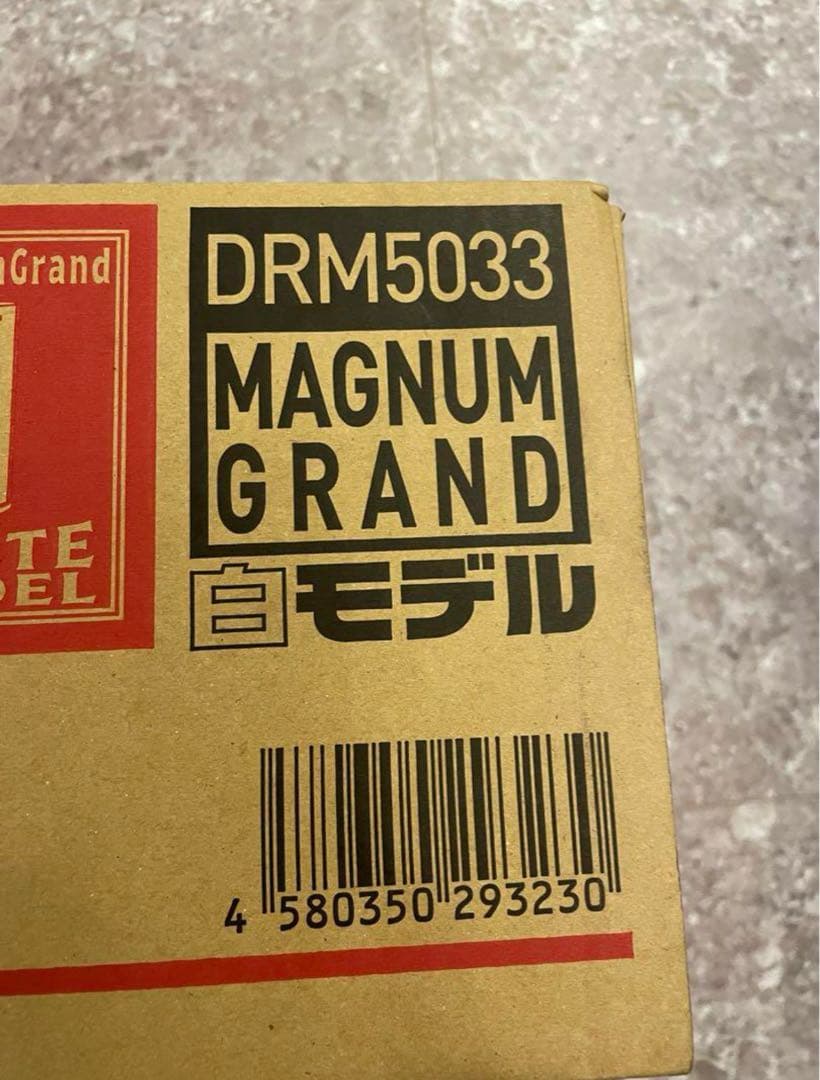 nGrand
TE
DEL
DRM5033
MAGNUM
GRAND
白モデル
4 580350 293230